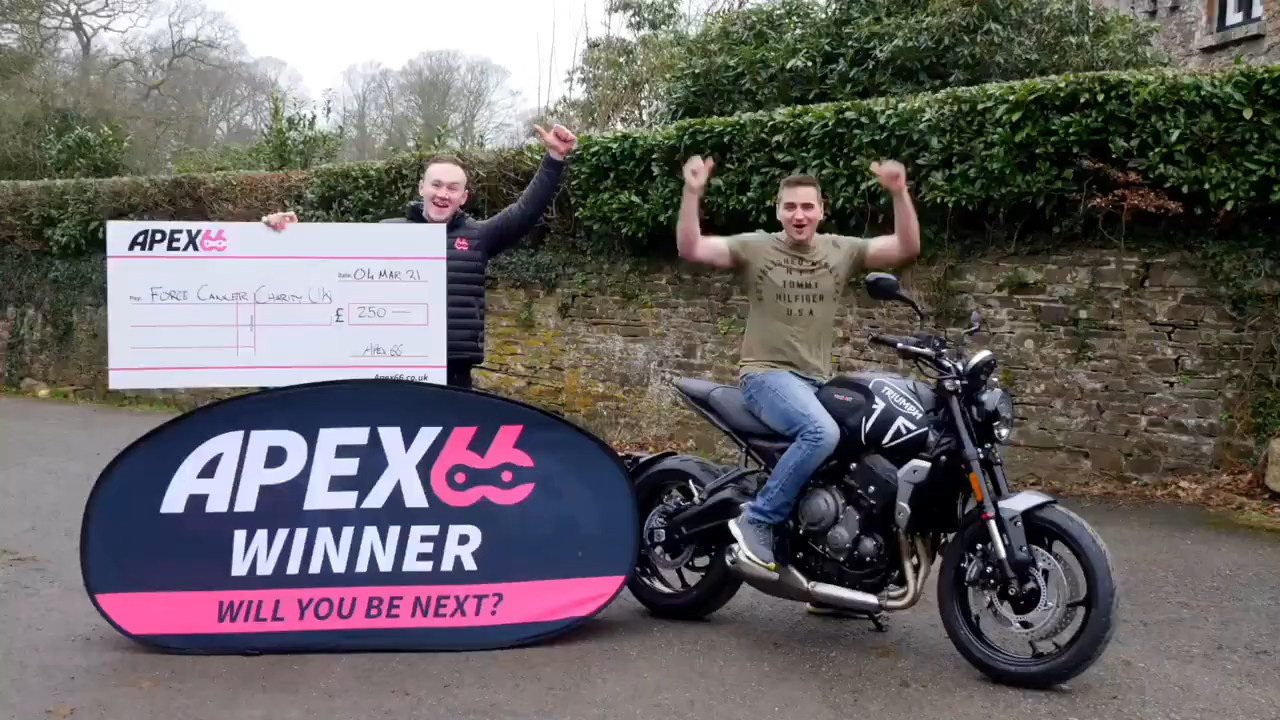 APEX66
Date: 04 MAR 21
Pay: FORCE CANCER CHARITY UK
£ 250 —
APEX 66
Apex66.co.uk
TOMMY
HILFIGER
USA
TRIUMPH
APEX66
WINNER
WILL YOU BE NEXT?